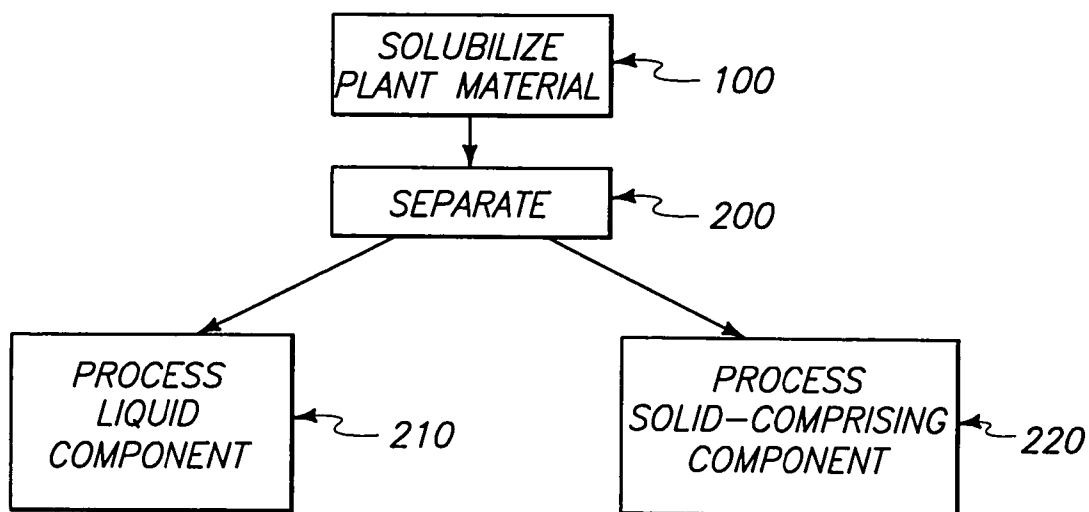 SOLUBILIZE
PLANT MATERIAL
100
SEPARATE
200
PROCESS
LIQUID
COMPONENT
210
PROCESS
SOLID-COMPRISING
COMPONENT
220